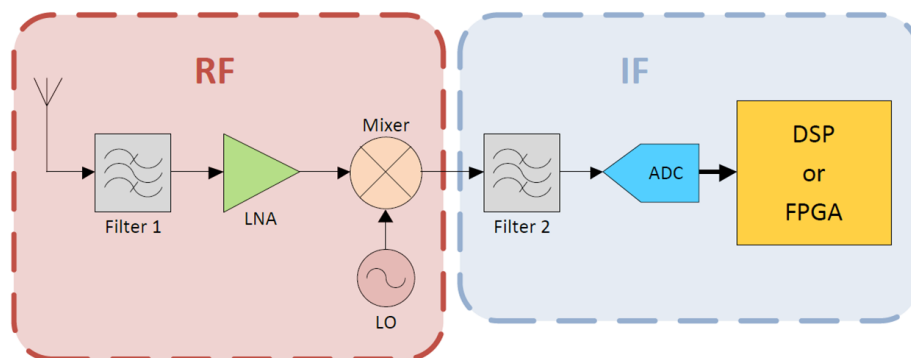 RF
IF
Mixer
DSP
or
FPGA
ADC
Filter 1
LNA
Filter 2
LO